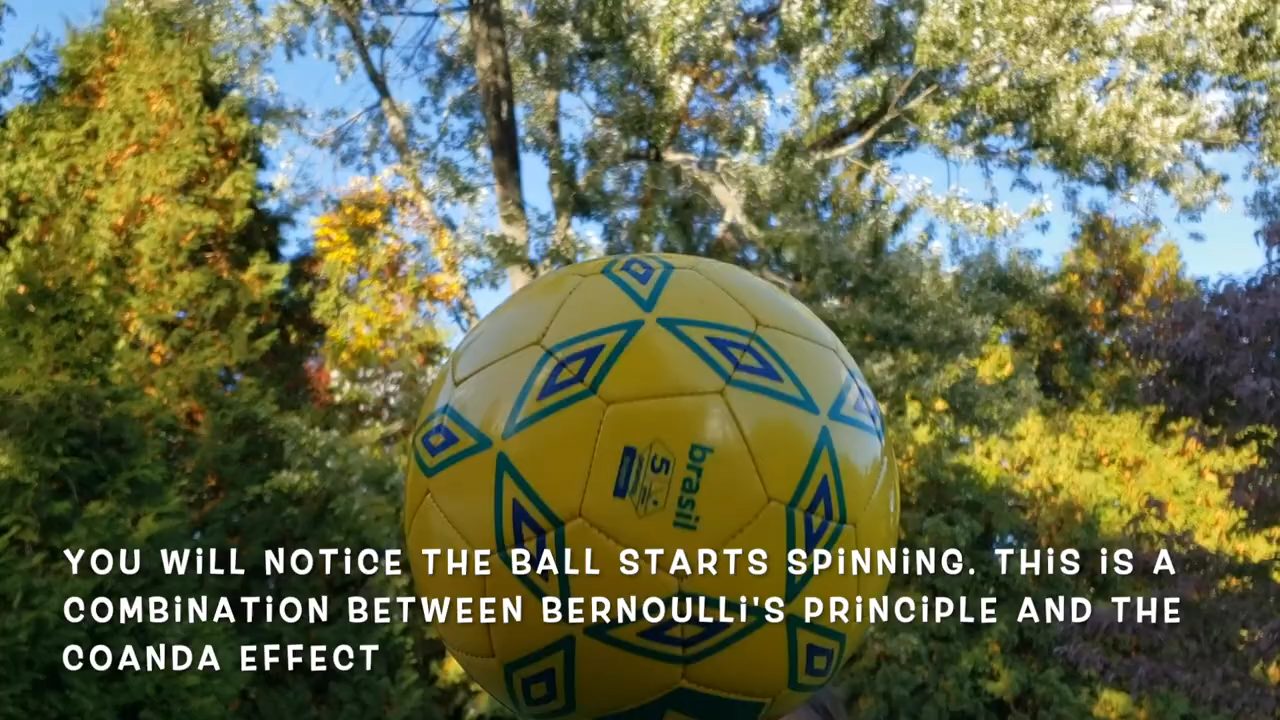 brasil
5
YOU WiLL NOTiCE THE BALL STARTS SPiNNiNG. THiS iS A
COMBiNATiON BETWEEN BERNOULLi'S PRiNCiPLE AND THE
COANDA EFFECT